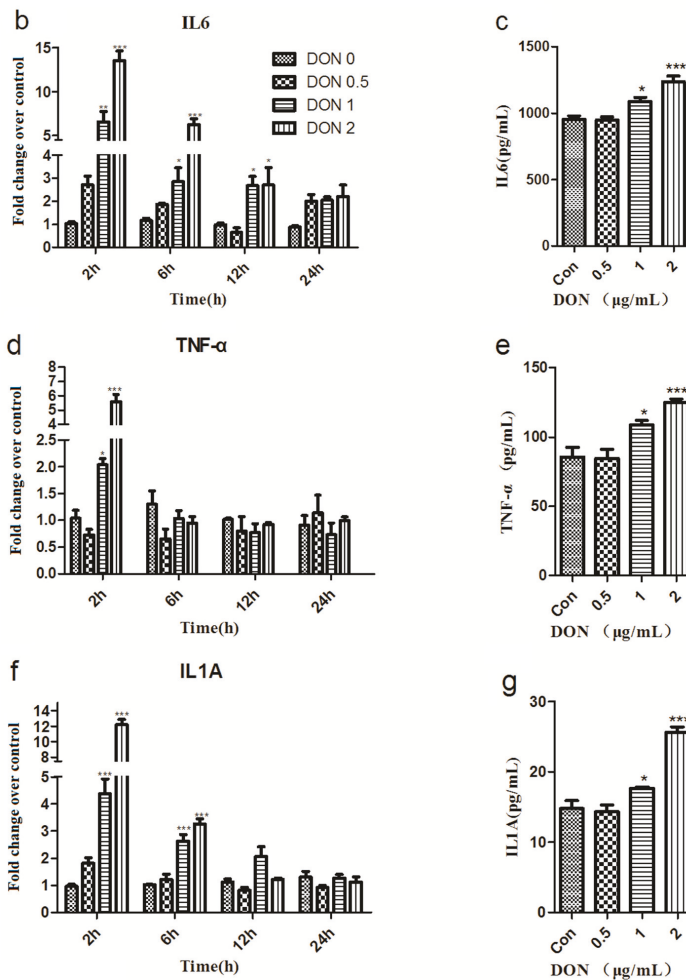 b
IL6
Fold change over control
15
10
5
4
3
2
1
0
** *** * *** * *
DON 0
DON 0.5
DON 1
DON 2
2h 6h 12h 24h
Time(h)
c
IL6(pg/mL)
1500
1000
500
0
* ***
Con 0.5 1 2
DON （μg/mL）
d
TNF-α
Fold change over control
8
7
6
5
4
2.5
2.0
1.5
1.0
0.5
0.0
* ***
2h 6h 12h 24h
Time(h)
e
TNF-α（pg/mL）
150
100
50
0
* ***
Con 0.5 1 2
DON （μg/mL）
f
IL1A
Fold change over control
14
12
10
8
6
5
4
3
2
1
0
*** *** *** ***
2h 6h 12h 24h
Time(h)
g
IL1A(pg/mL)
30
20
10
0
* ***
Con 0.5 1 2
DON （μg/mL）